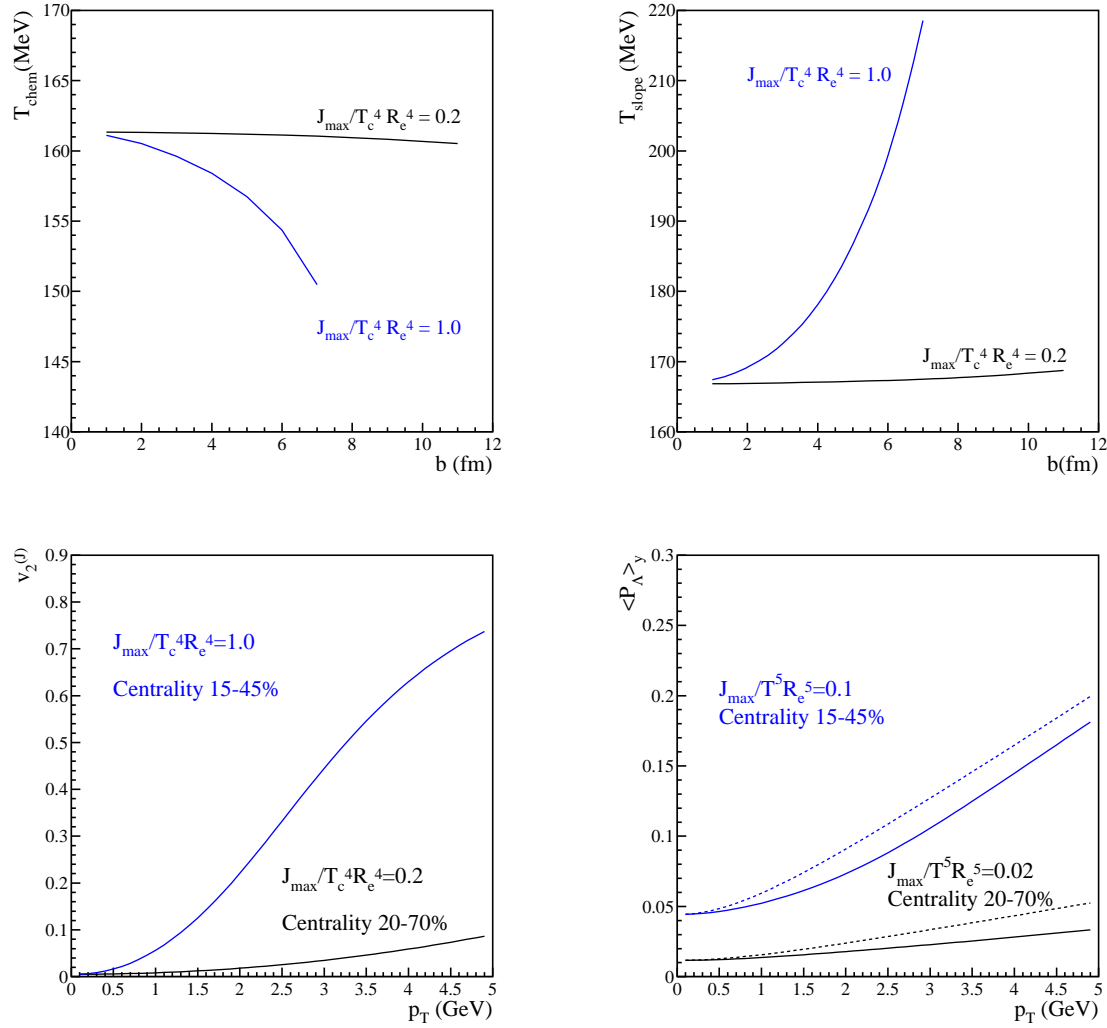 T_chem(MeV)
170
165
160
155
150
145
140
J_max/T_c^4 R_e^4 = 0.2
J_max/T_c^4 R_e^4 = 1.0
0 2 4 6 8 10 12
b (fm)
T_slope (MeV)
220
210
200
190
180
170
160
J_max/T_c^4 R_e^4 = 1.0
J_max/T_c^4 R_e^4 = 0.2
0 2 4 6 8 10 12
b(fm)
v_2^(J)
0.9
0.8
0.7
0.6
0.5
0.4
0.3
0.2
0.1
0
J_max/T_c^4R_e^4=1.0
Centrality 15-45%
J_max/T_c^4R_e^4=0.2
Centrality 20-70%
0 0.5 1 1.5 2 2.5 3 3.5 4 4.5 5
p_T (GeV)
<P_Λ>_y
0.3
0.25
0.2
0.15
0.1
0.05
0
J_max/T^5R_e^5=0.1
Centrality 15-45%
J_max/T^5R_e^5=0.02
Centrality 20-70%
0 0.5 1 1.5 2 2.5 3 3.5 4 4.5 5
p_T (GeV)